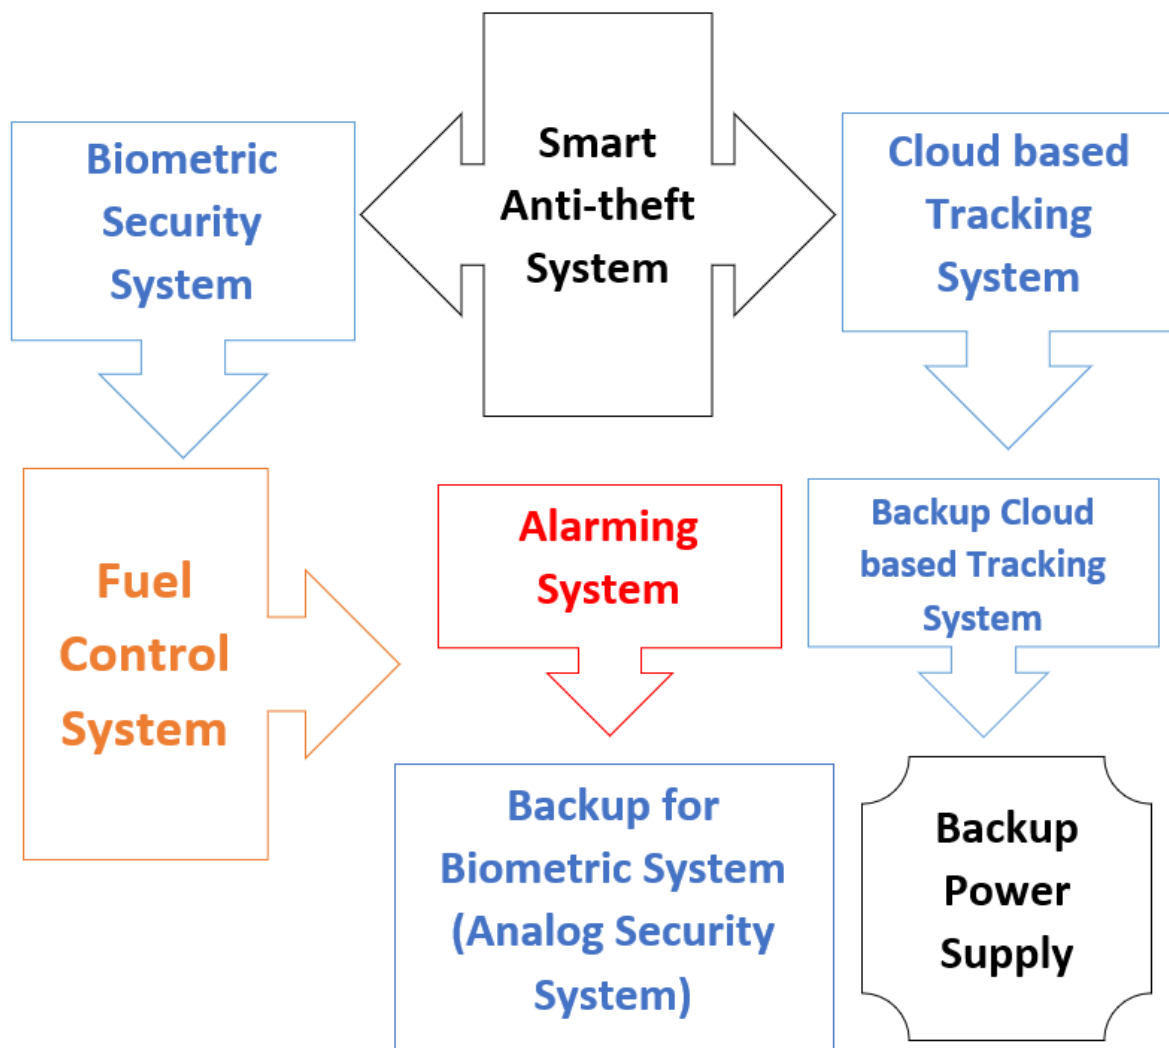 Biometric
Security
System
Smart
Anti-theft
System
Cloud based
Tracking
System
Fuel
Control
System
Alarming
System
Backup Cloud
based Tracking
System
Backup for
Biometric System
(Analog Security
System)
Backup
Power
Supply